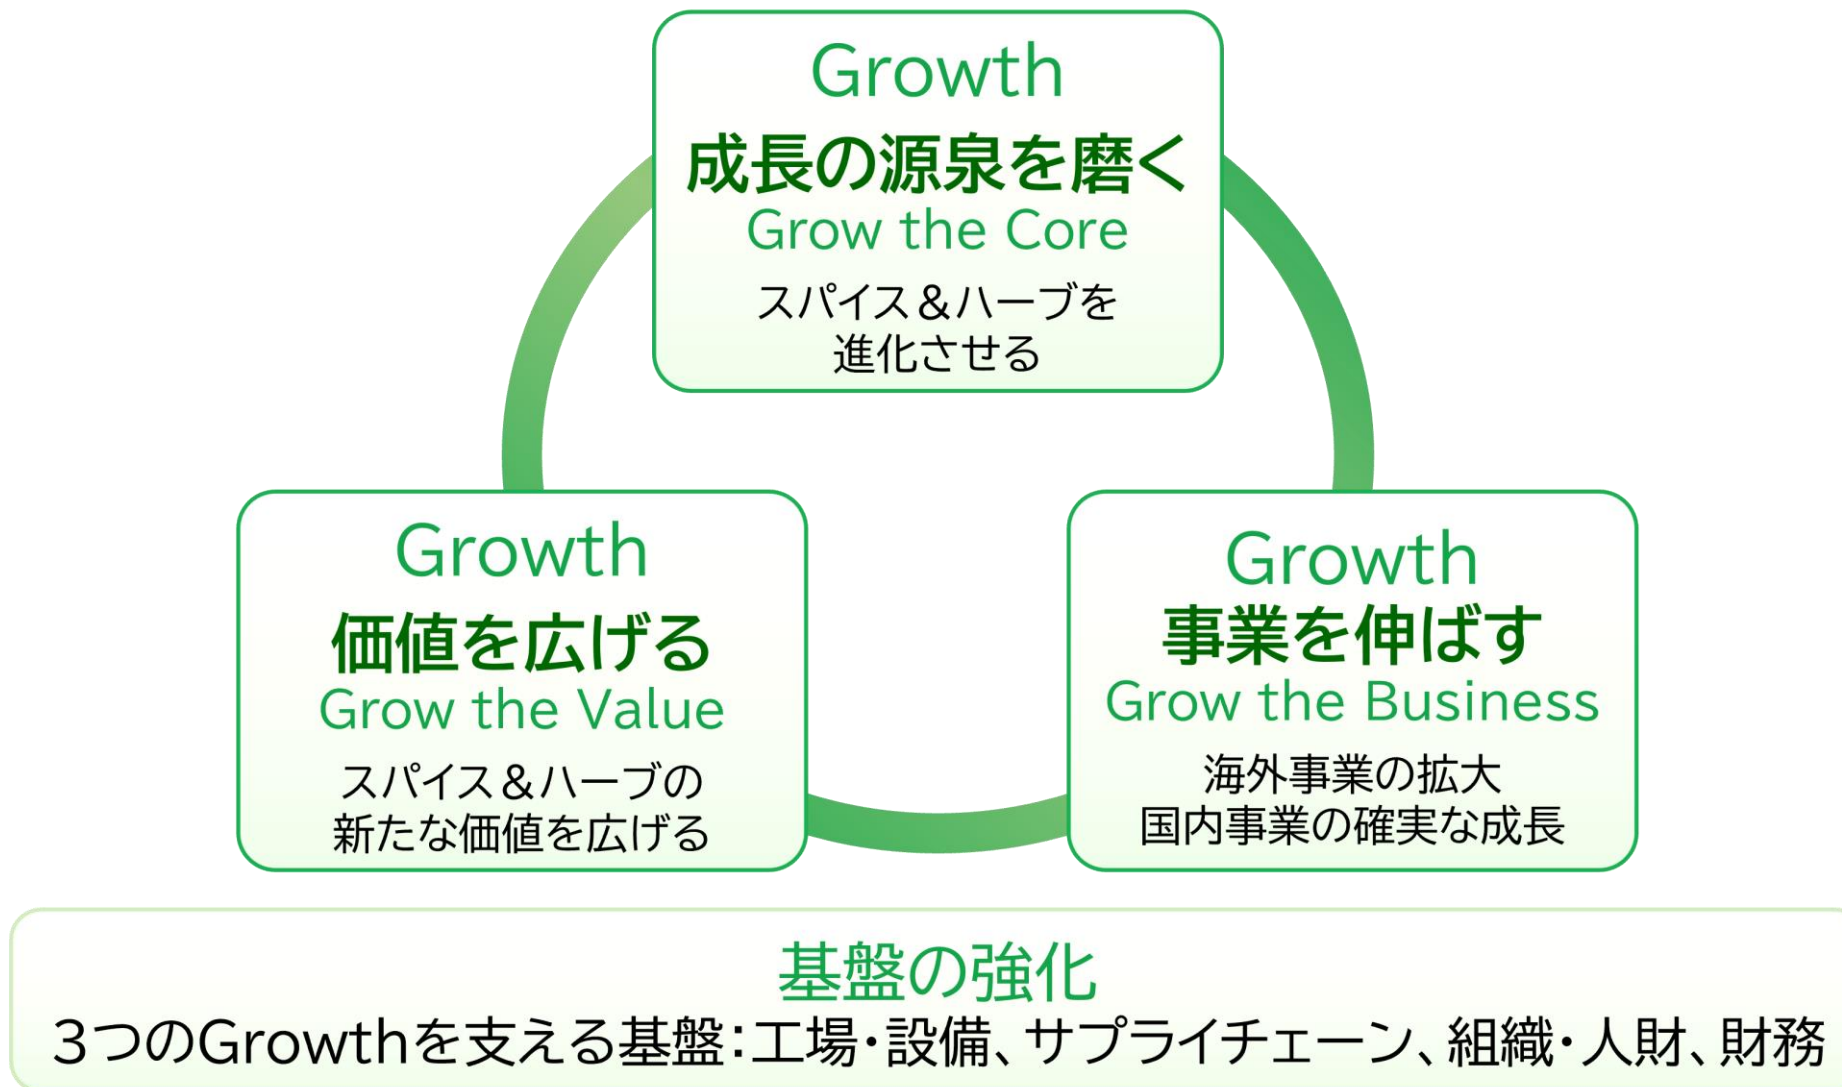 Growth
成長の源泉を磨く
Grow the Core
スパイス＆ハーブを
進化させる
Growth
価値を広げる
Grow the Value
スパイス＆ハーブの
新たな価値を広げる
Growth
事業を伸ばす
Grow the Business
海外事業の拡大
国内事業の確実な成長
基盤の強化
３つのGrowthを支える基盤：工場・設備、サプライチェーン、組織・人財、財務